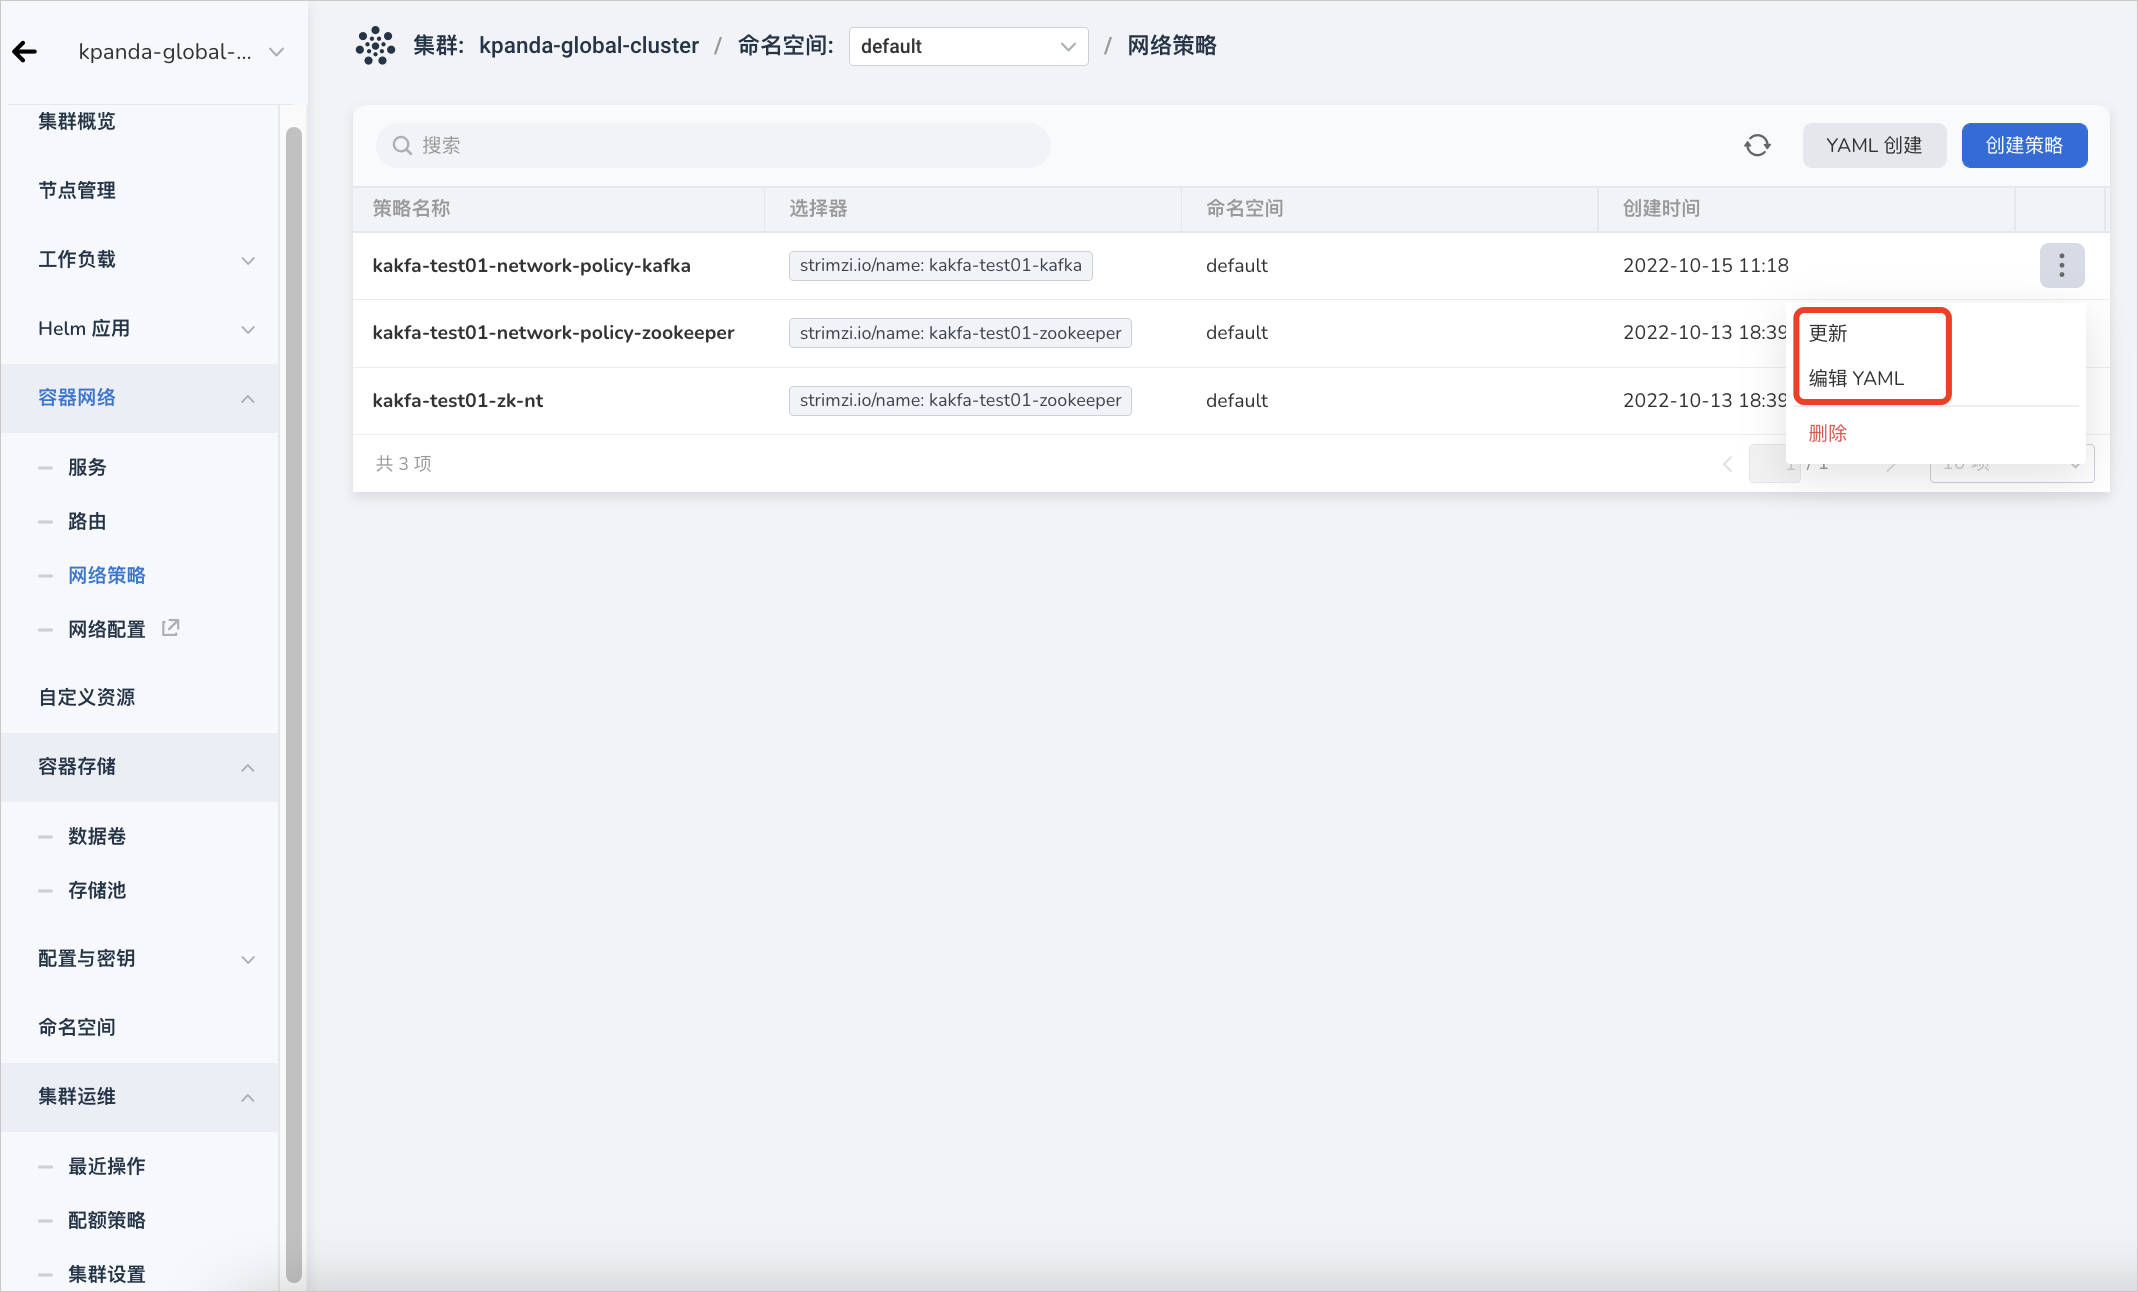 kpanda-global-...
集群概览
节点管理
工作负载
Helm 应用
容器网络
服务
路由
网络策略
网络配置
自定义资源
容器存储
数据卷
存储池
配置与密钥
命名空间
集群运维
最近操作
配额策略
集群设置
集群: kpanda-global-cluster / 命名空间: default / 网络策略
搜索
YAML 创建
创建策略
策略名称 选择器 命名空间 创建时间
kakfa-test01-network-policy-kafka strimzi.io/name: kakfa-test01-kafka default 2022-10-15 11:18
kakfa-test01-network-policy-zookeeper strimzi.io/name: kakfa-test01-zookeeper default 2022-10-13 18:39
kakfa-test01-zk-nt strimzi.io/name: kakfa-test01-zookeeper default 2022-10-13 18:39
更新
编辑 YAML
删除
共 3 项
1 / 1
10 项